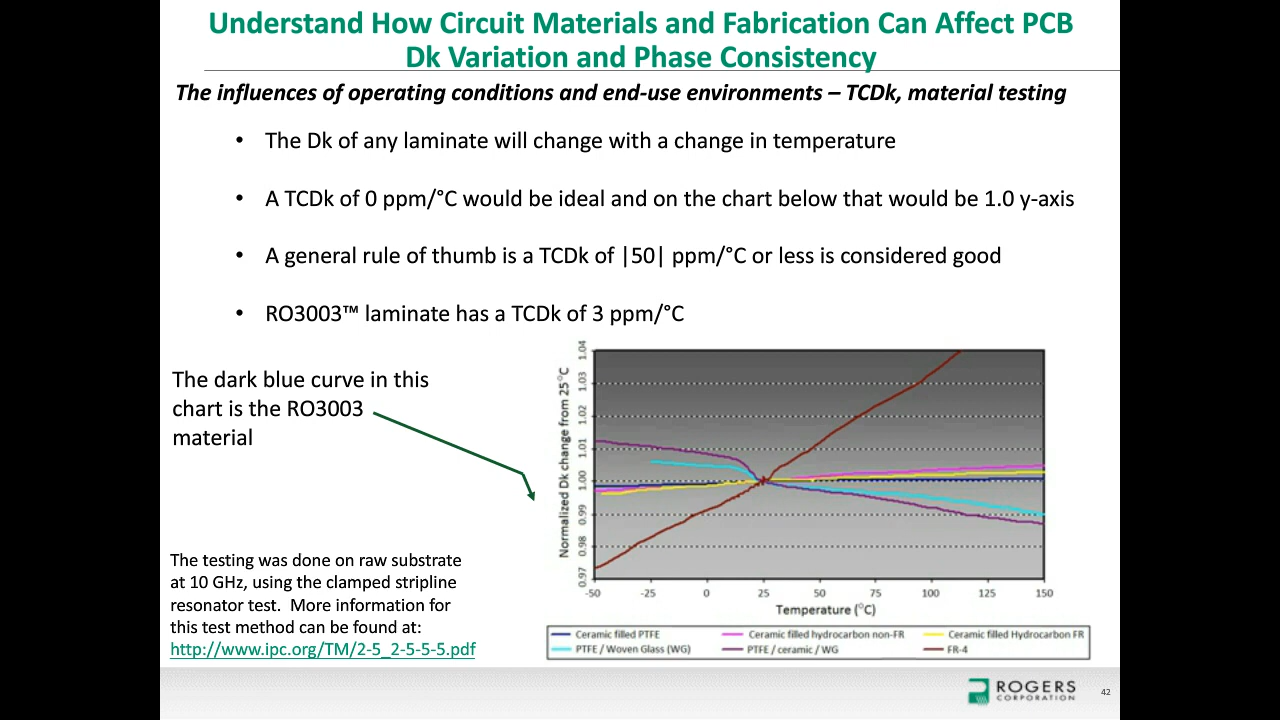 Understand How Circuit Materials and Fabrication Can Affect PCB
Dk Variation and Phase Consistency
The influences of operating conditions and end-use environments – TCDk, material testing
• The Dk of any laminate will change with a change in temperature
• A TCDk of 0 ppm/°C would be ideal and on the chart below that would be 1.0 y-axis
• A general rule of thumb is a TCDk of |50| ppm/°C or less is considered good
• RO3003™ laminate has a TCDk of 3 ppm/°C
The dark blue curve in this
chart is the RO3003
material
The testing was done on raw substrate
at 10 GHz, using the clamped stripline
resonator test. More information for
this test method can be found at:
http://www.ipc.org/TM/2-5_2-5-5-5.pdf
Normalized Dk change from 25°C
1.04
1.03
1.02
1.01
1.00
0.99
0.98
0.97
-50 -25 0 25 50 75 100 125 150
Temperature (°C)
Ceramic filled PTFE Ceramic filled hydrocarbon non-FR Ceramic filled Hydrocarbon FR
PTFE / Woven Glass (WG) PTFE / ceramic / WG FR-4
ROGERS
CORPORATION
42